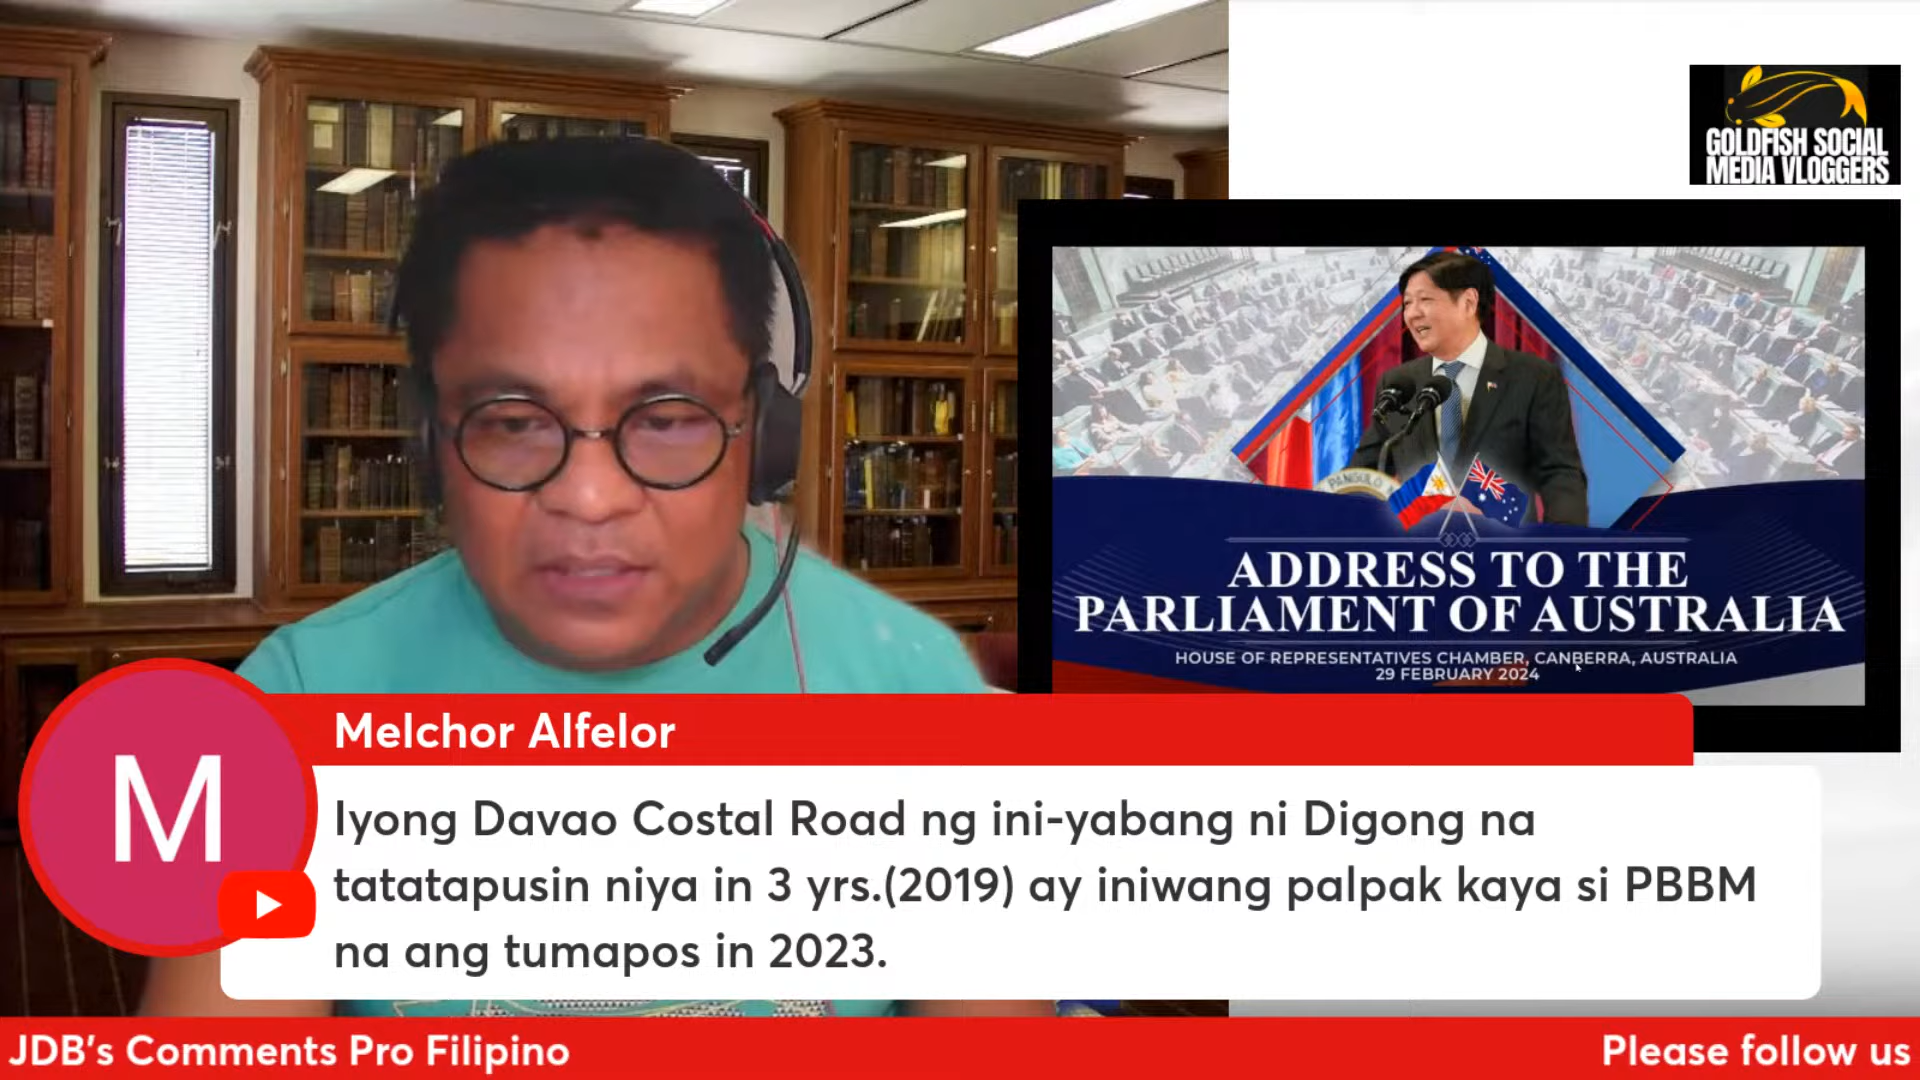 GOLDFISH SOCIAL
MEDIA VLOGGERS
ADDRESS TO THE
PARLIAMENT OF AUSTRALIA
HOUSE OF REPRESENTATIVES CHAMBER, CANBERRA, AUSTRALIA
29 FEBRUARY 2024
Melchor Alfelor
M
Iyong Davao Costal Road ng ini-yabang ni Digong na
tatatapusin niya in 3 yrs.(2019) ay iniwang palpak kaya si PBBM
na ang tumapos in 2023.
JDB's Comments Pro Filipino
Please follow us